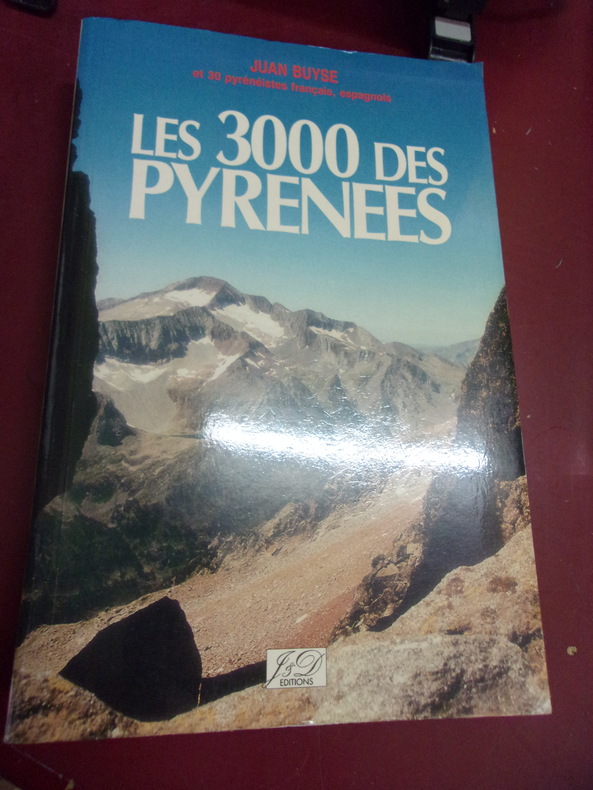 JUAN BUYSE
et 30 pyrénéistes français, espagnols
LES 3000 DES
PYRENEES
J&D
EDITIONS